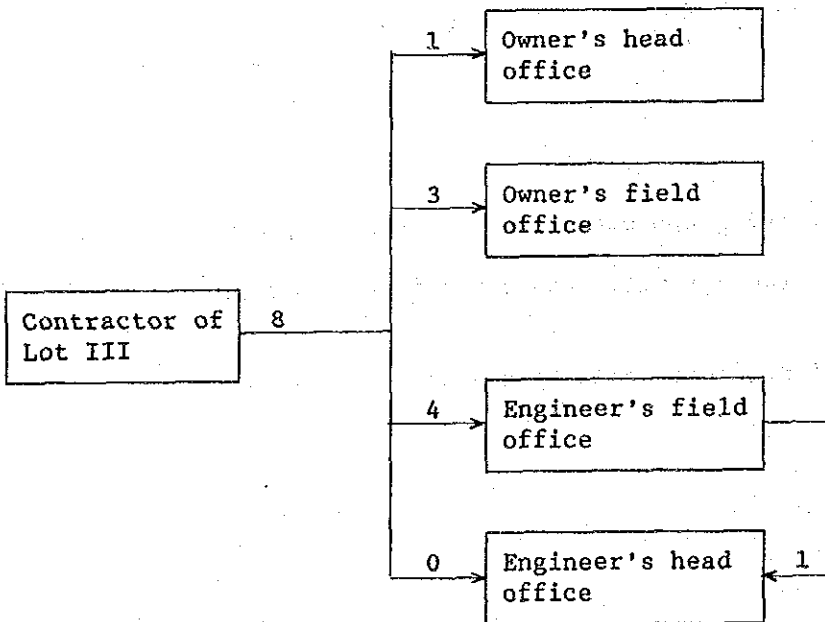 1
Owner's head
office
3
Owner's field
office
Contractor of
Lot III
8
4
Engineer's field
office
0
Engineer's head
office
1